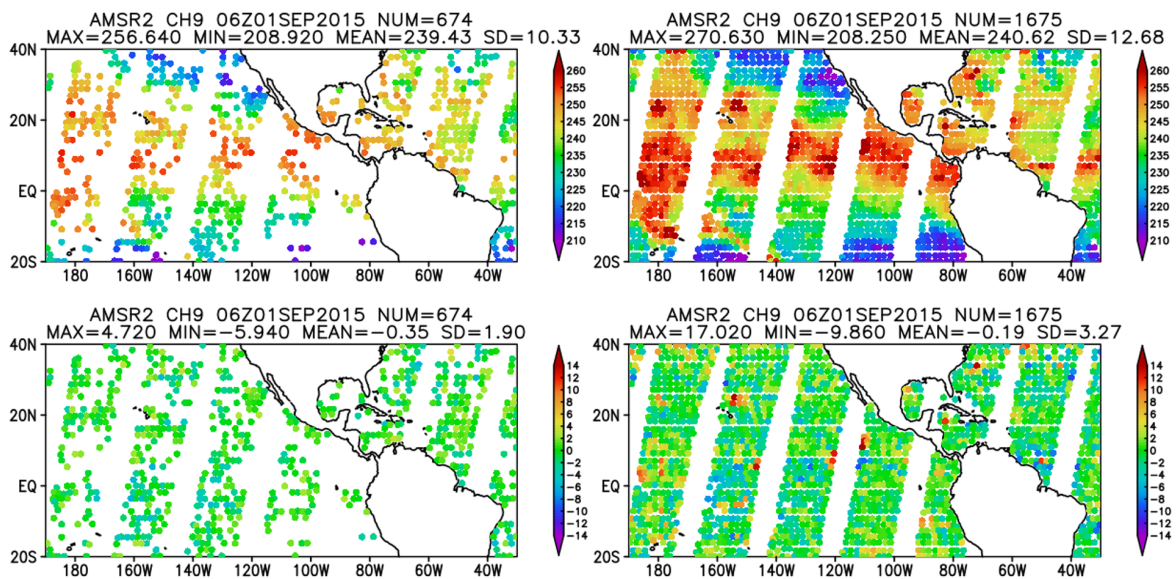 AMSR2 CH9 06Z01SEP2015 NUM=674
MAX=256.640 MIN=208.920 MEAN=239.43 SD=10.33
40N
20N
EQ
20S
180 160W 140W 120W 100W 80W 60W 40W
260
255
250
245
240
235
230
225
220
215
210
AMSR2 CH9 06Z01SEP2015 NUM=1675
MAX=270.630 MIN=208.250 MEAN=240.62 SD=12.68
40N
20N
EQ
20S
180 160W 140W 120W 100W 80W 60W 40W
260
255
250
245
240
235
230
225
220
215
210
AMSR2 CH9 06Z01SEP2015 NUM=674
MAX=4.720 MIN=−5.940 MEAN=−0.35 SD=1.90
40N
20N
EQ
20S
180 160W 140W 120W 100W 80W 60W 40W
14
12
10
8
6
4
2
0
−2
−4
−6
−8
−10
−12
−14
AMSR2 CH9 06Z01SEP2015 NUM=1675
MAX=17.020 MIN=−9.860 MEAN=−0.19 SD=3.27
40N
20N
EQ
20S
180 160W 140W 120W 100W 80W 60W 40W
14
12
10
8
6
4
2
0
−2
−4
−6
−8
−10
−12
−14